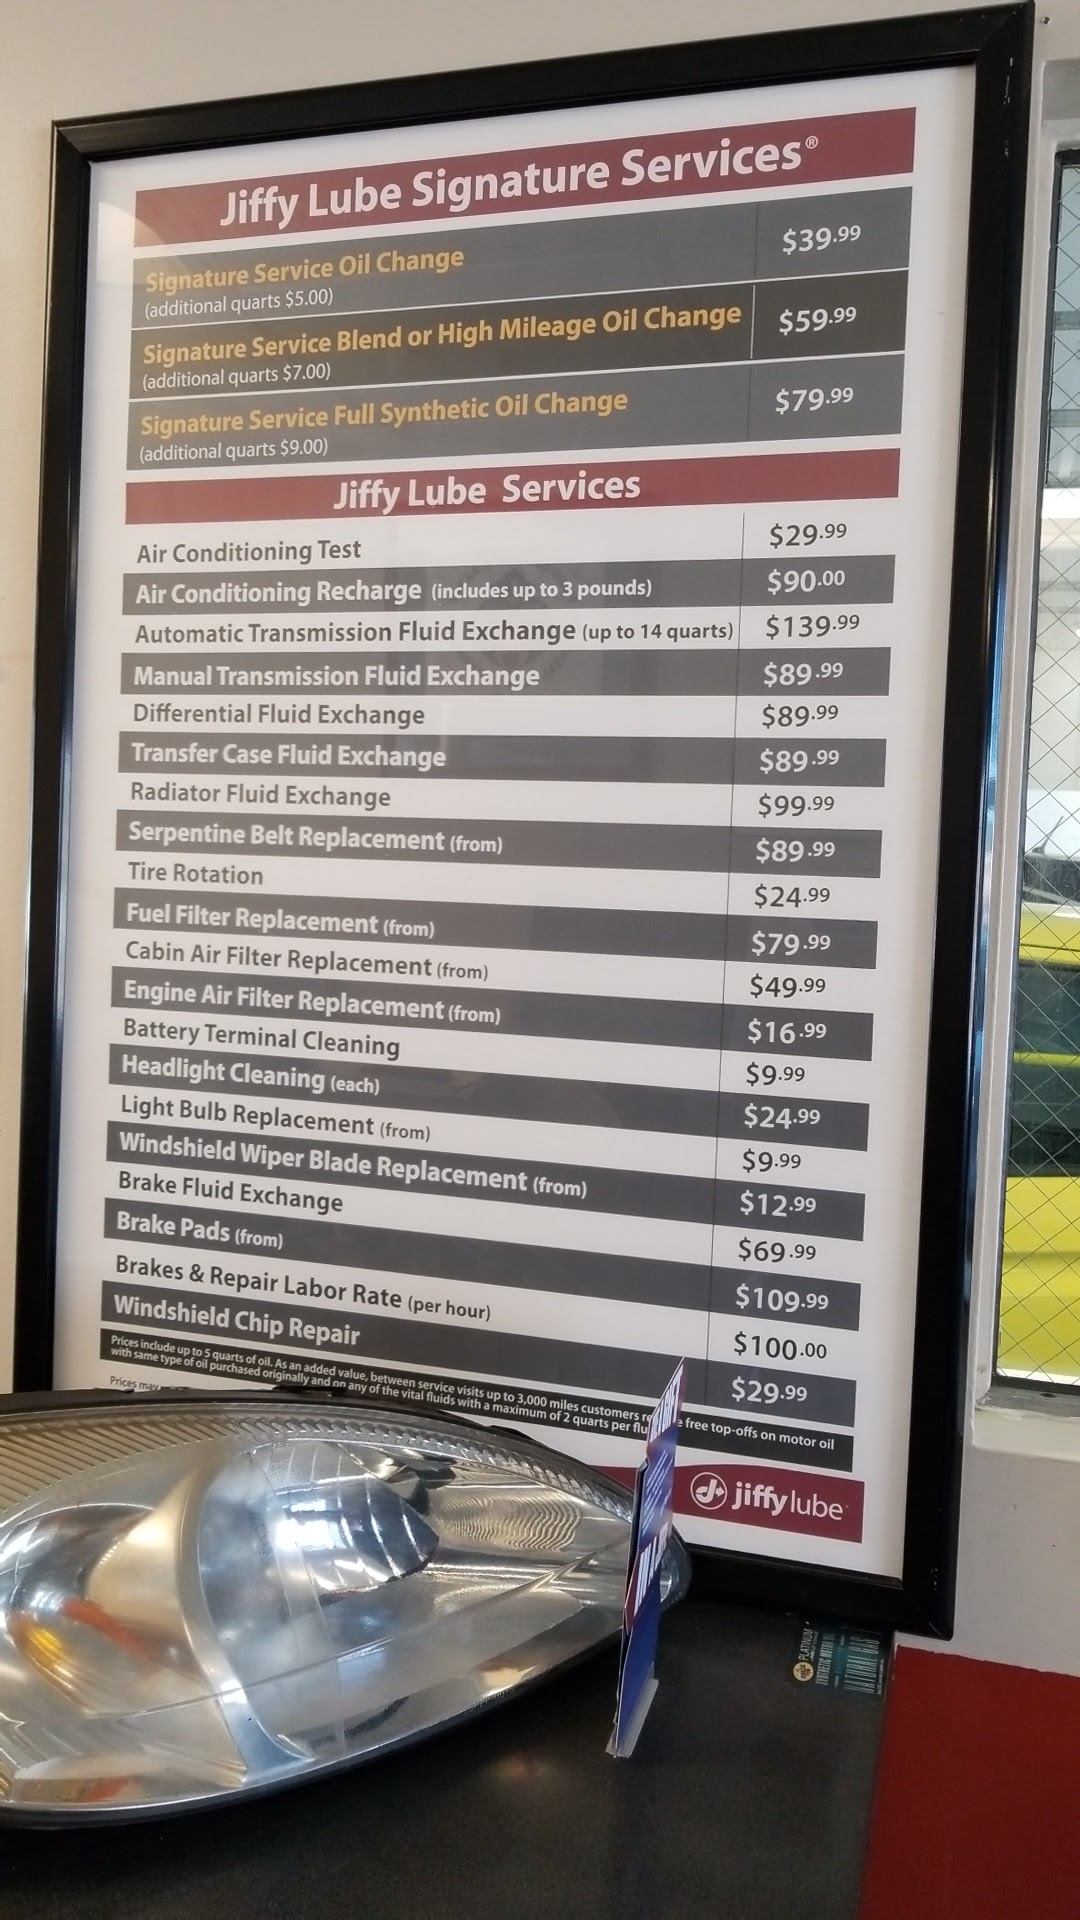 Jiffy Lube Signature Services®
Signature Service Oil Change $39.99
(additional quarts $5.00)
Signature Service Blend or High Mileage Oil Change $59.99
(additional quarts $7.00)
Signature Service Full Synthetic Oil Change $79.99
(additional quarts $9.00)
Jiffy Lube Services
Air Conditioning Test $29.99
Air Conditioning Recharge (includes up to 3 pounds) $90.00
Automatic Transmission Fluid Exchange (up to 14 quarts) $139.99
Manual Transmission Fluid Exchange $89.99
Differential Fluid Exchange $89.99
Transfer Case Fluid Exchange $89.99
Radiator Fluid Exchange $99.99
Serpentine Belt Replacement (from) $89.99
Tire Rotation $24.99
Fuel Filter Replacement (from) $79.99
Cabin Air Filter Replacement (from) $49.99
Engine Air Filter Replacement (from) $16.99
Battery Terminal Cleaning $9.99
Headlight Cleaning (each) $24.99
Light Bulb Replacement (from) $9.99
Windshield Wiper Blade Replacement (from) $12.99
Brake Fluid Exchange $69.99
Brake Pads (from) $109.99
Brakes & Repair Labor Rate (per hour) $100.00
Windshield Chip Repair $29.99
Prices include up to 5 quarts of oil. As an added value, between service visits up to 3,000 miles customers free top-offs on motor oil
with same type of oil purchased originally and on any of the vital fluids with a maximum of 2 quarts per
Prices may
jiffy lube
PLATINUM
SYNTHETIC MOTOR OIL
NATURAL GAS